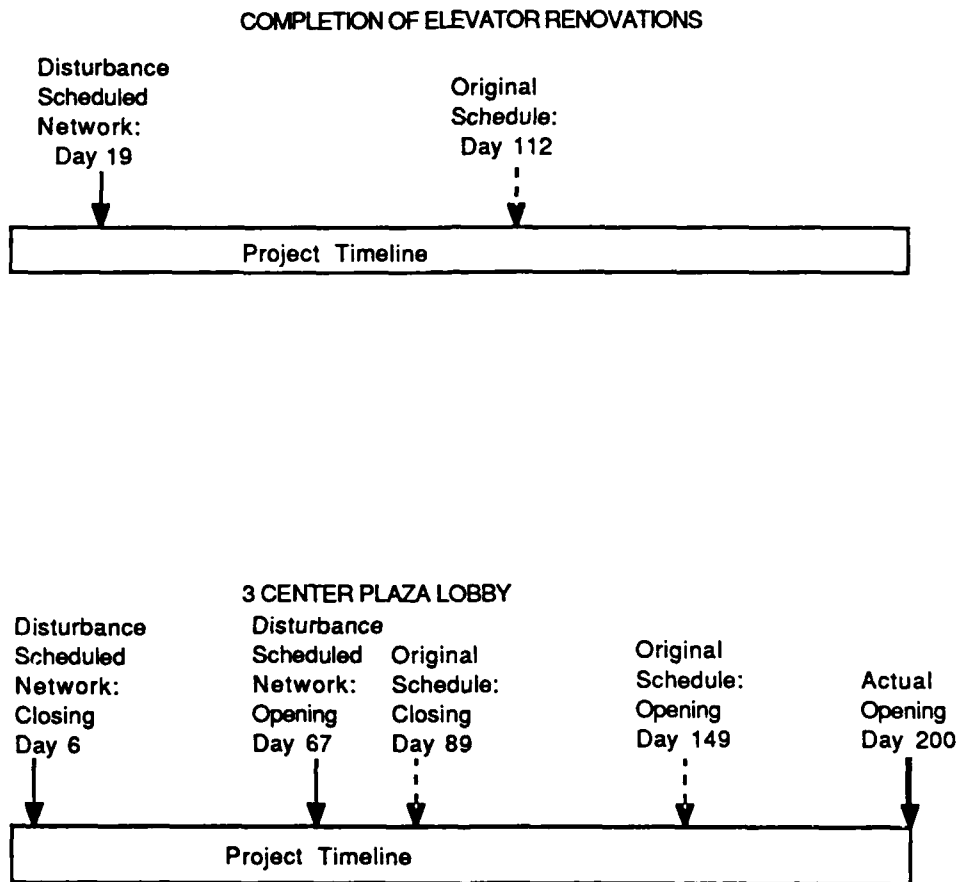 COMPLETION OF ELEVATOR RENOVATIONS
Disturbance
Scheduled
Network:
Day 19
Original
Schedule:
Day 112
Project Timeline
3 CENTER PLAZA LOBBY
Disturbance
Scheduled
Network:
Closing
Day 6
Disturbance
Scheduled
Network:
Opening
Day 67
Original
Schedule:
Closing
Day 89
Original
Schedule:
Opening
Day 149
Actual
Opening
Day 200
Project Timeline